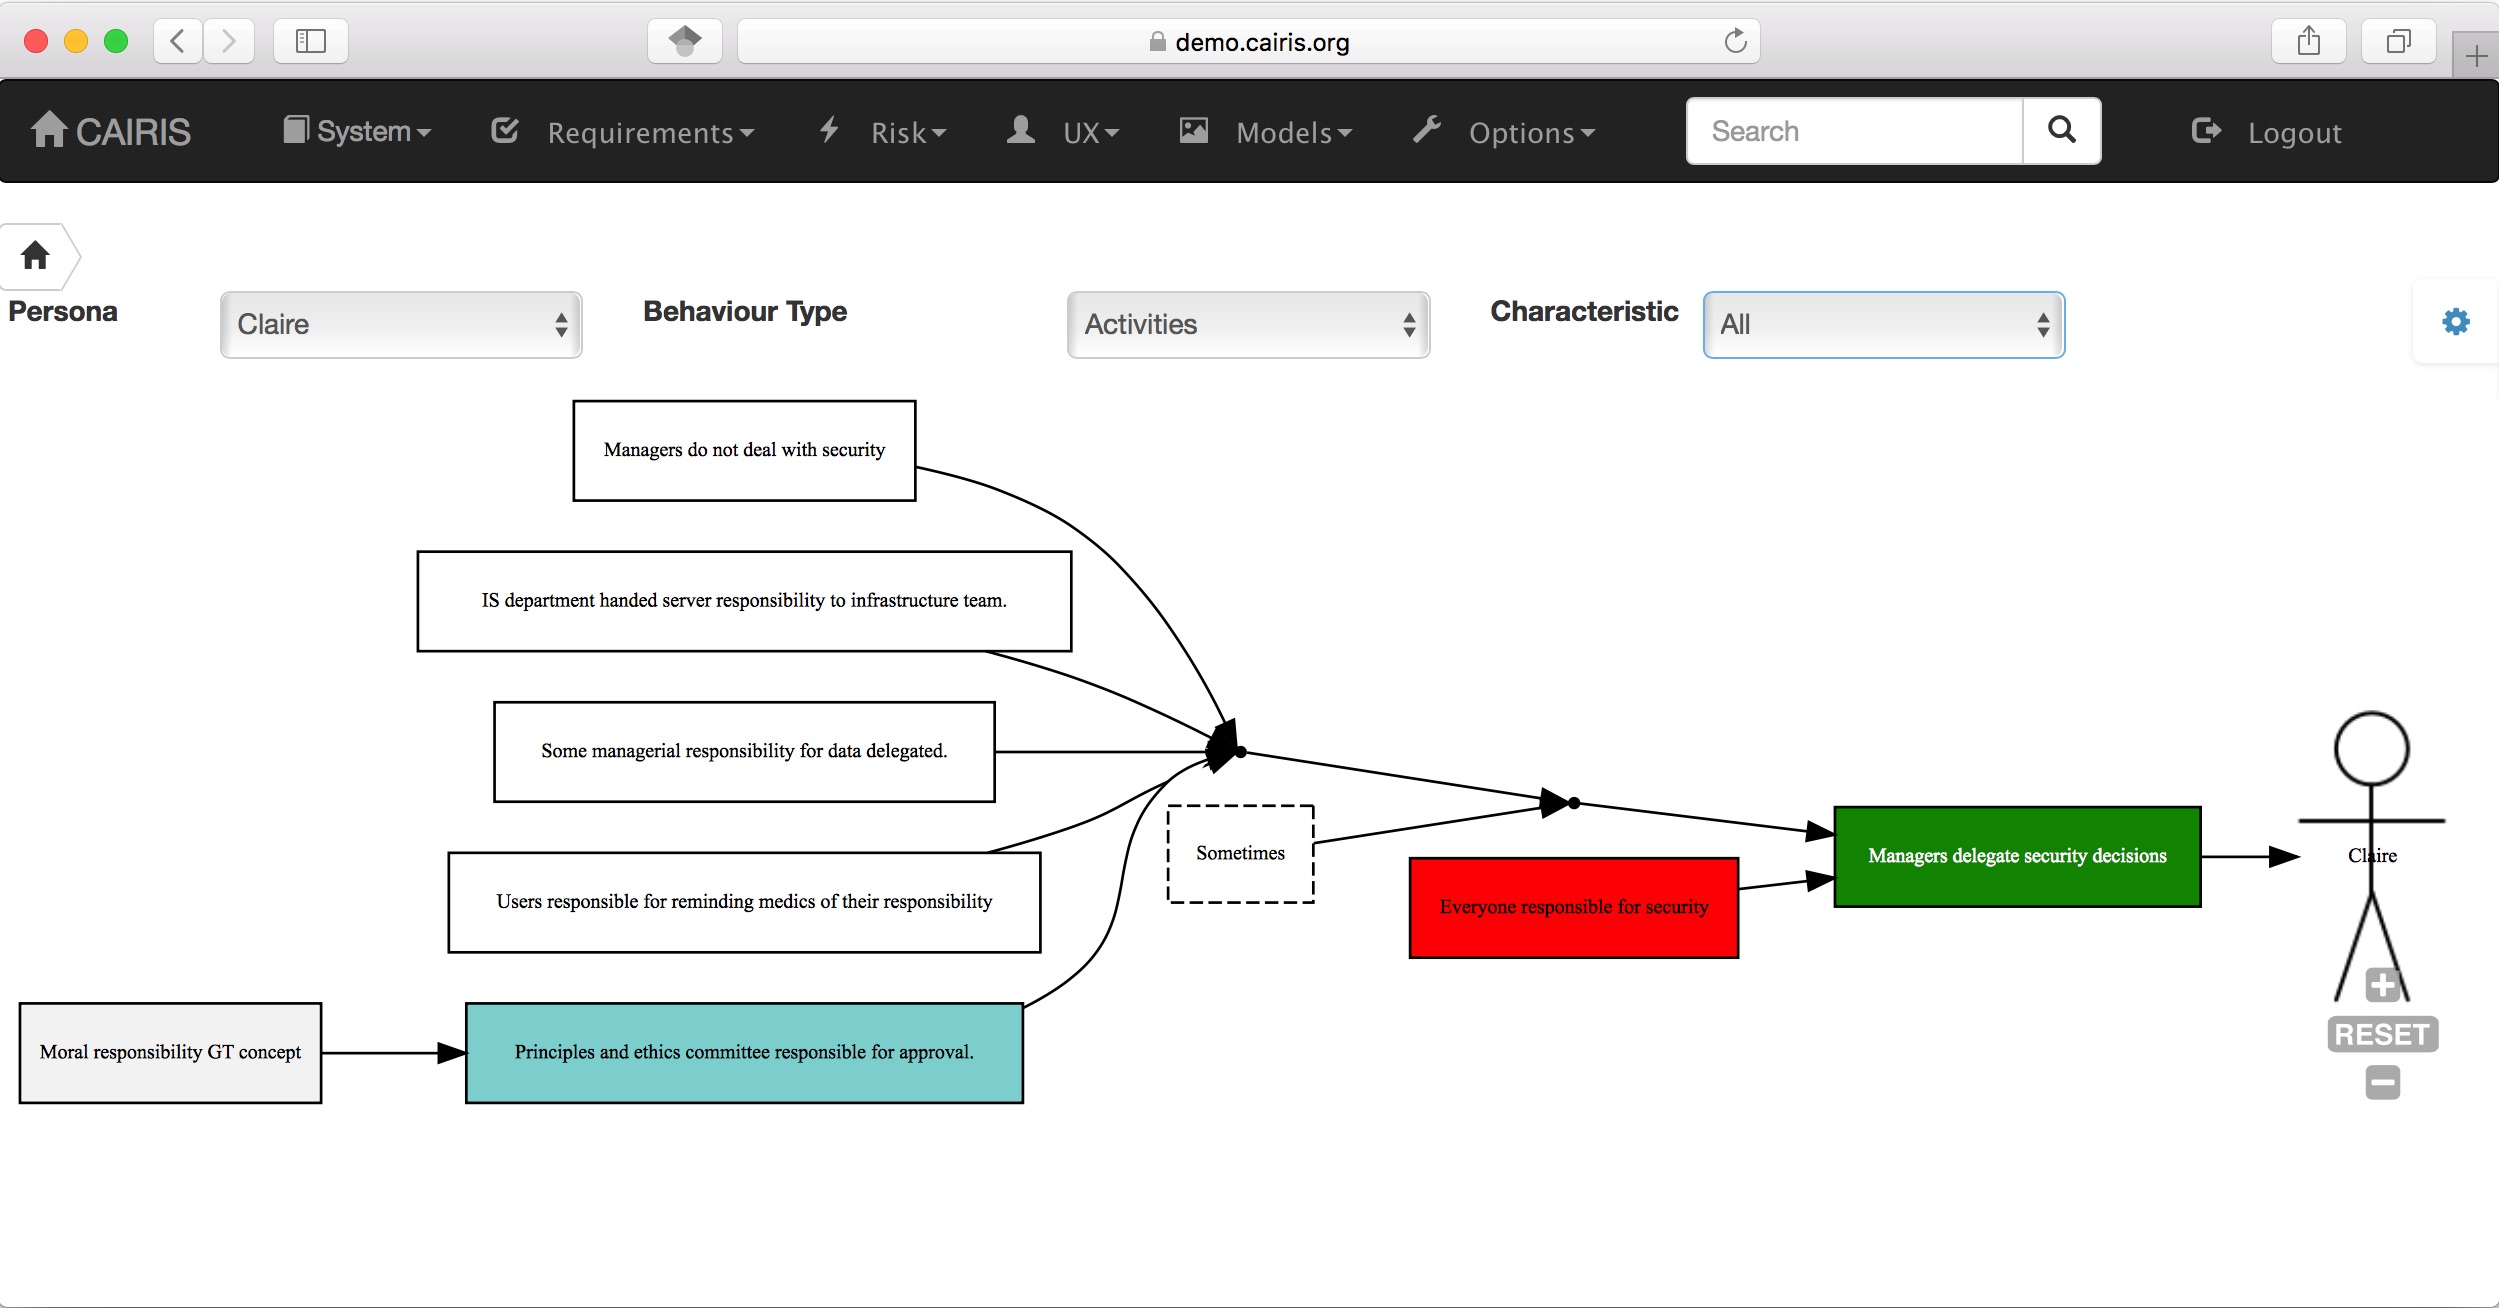 demo.cairis.org
CAIRIS System Requirements Risk UX Models Options Search Logout
Persona Claire Behaviour Type Activities Characteristic All
Managers do not deal with security
IS department handed server responsibility to infrastructure team.
Some managerial responsibility for data delegated.
Sometimes
Users responsible for reminding medics of their responsibility
Everyone responsible for security
Managers delegate security decisions
Claire
Moral responsibility GT concept
Principles and ethics committee responsible for approval.
RESET